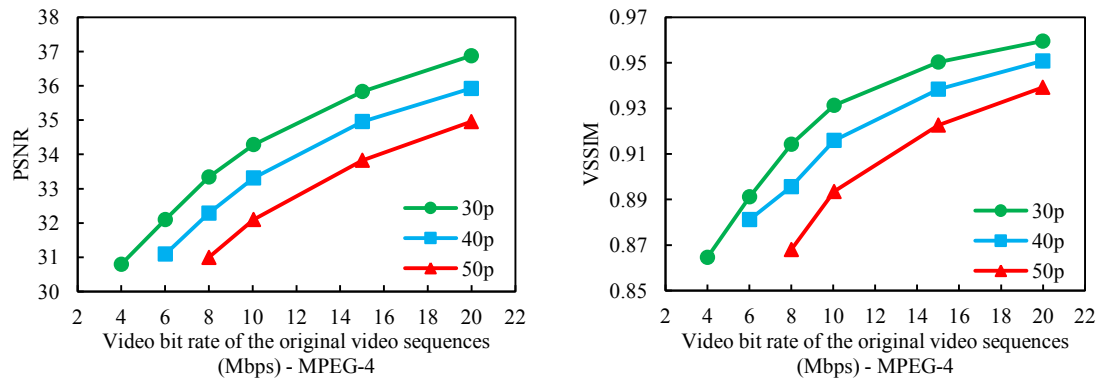 38
37
36
35
34
33
32
31
30
PSNR
30p
40p
50p
2 4 6 8 10 12 14 16 18 20 22
Video bit rate of the original video sequences
(Mbps) - MPEG-4
0.97
0.95
0.93
0.91
0.89
0.87
0.85
VSSIM
30p
40p
50p
2 4 6 8 10 12 14 16 18 20 22
Video bit rate of the original video sequences
(Mbps) - MPEG-4